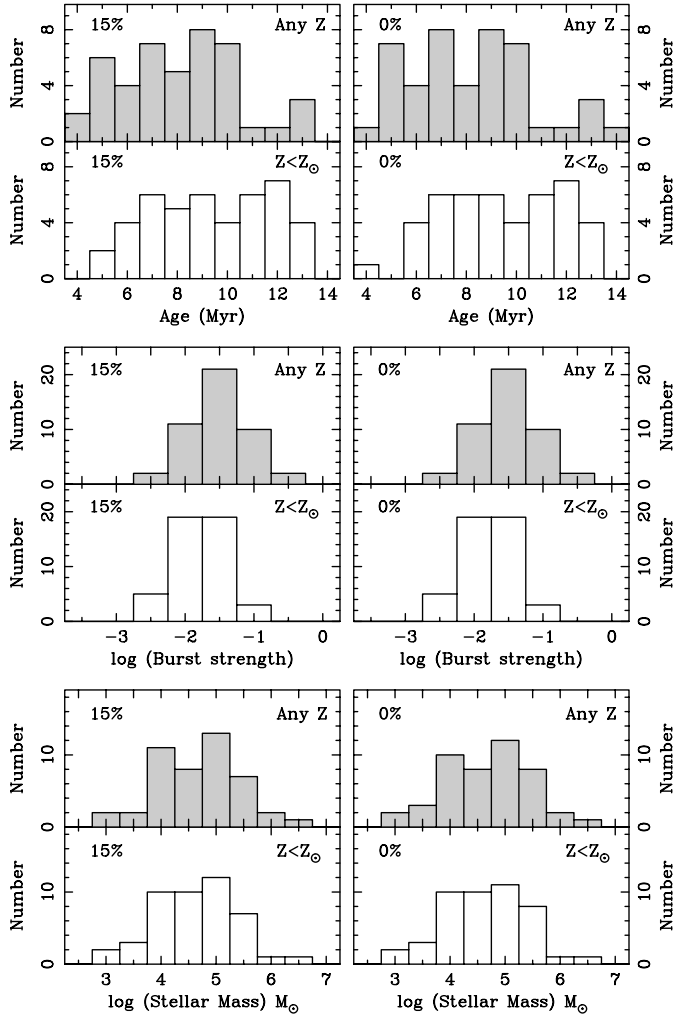 15% Any Z 0% Any Z
8 8
Number Number
4 4
0 0
15% Z<Z⊙ 0% Z<Z⊙
8 8
Number Number
4 4
0 0
4 6 8 10 12 14 4 6 8 10 12 14
Age (Myr) Age (Myr)
15% Any Z 0% Any Z
20 20
Number Number
10 10
0 0
15% Z<Z⊙ 0% Z<Z⊙
20 20
Number Number
10 10
0 0
−3 −2 −1 0 −3 −2 −1 0
log (Burst strength) log (Burst strength)
15% Any Z 0% Any Z
10 10
Number Number
0 0
15% Z<Z⊙ 0% Z<Z⊙
10 10
Number Number
0 0
3 4 5 6 7 3 4 5 6 7
log (Stellar Mass) M⊙ log (Stellar Mass) M⊙